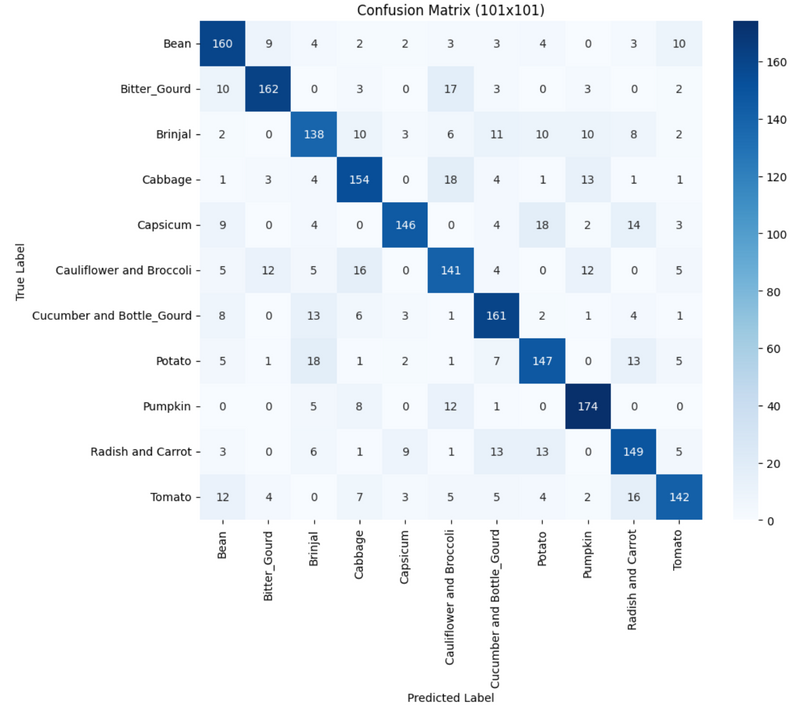 Confusion Matrix (101x101)
Bean 160 9 4 2 2 3 3 4 0 3 10
Bitter_Gourd 10 162 0 3 0 17 3 0 3 0 2
Brinjal 2 0 138 10 3 6 11 10 10 8 2
Cabbage 1 3 4 154 0 18 4 1 13 1 1
Capsicum 9 0 4 0 146 0 4 18 2 14 3
Cauliflower and Broccoli 5 12 5 16 0 141 4 0 12 0 5
Cucumber and Bottle_Gourd 8 0 13 6 3 1 161 2 1 4 1
Potato 5 1 18 1 2 1 7 147 0 13 5
Pumpkin 0 0 5 8 0 12 1 0 174 0 0
Radish and Carrot 3 0 6 1 9 1 13 13 0 149 5
Tomato 12 4 0 7 3 5 5 4 2 16 142
True Label
Bean
Bitter_Gourd
Brinjal
Cabbage
Capsicum
Cauliflower and Broccoli
Cucumber and Bottle_Gourd
Potato
Pumpkin
Radish and Carrot
Tomato
Predicted Label
160
140
120
100
80
60
40
20
0